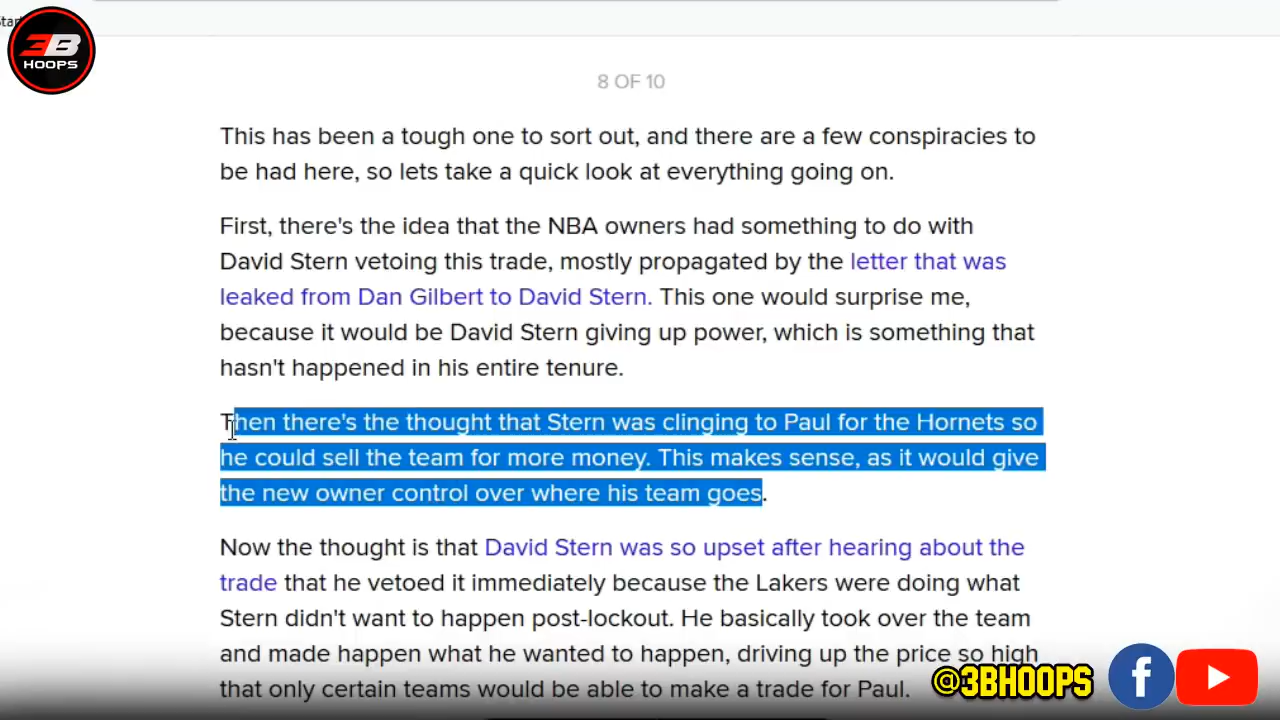 3B
HOOPS
8 OF 10
This has been a tough one to sort out, and there are a few conspiracies to
be had here, so lets take a quick look at everything going on.
First, there's the idea that the NBA owners had something to do with
David Stern vetoing this trade, mostly propagated by the letter that was
leaked from Dan Gilbert to David Stern. This one would surprise me,
because it would be David Stern giving up power, which is something that
hasn't happened in his entire tenure.
Then there's the thought that Stern was clinging to Paul for the Hornets so
he could sell the team for more money. This makes sense, as it would give
the new owner control over where his team goes.
Now the thought is that David Stern was so upset after hearing about the
trade that he vetoed it immediately because the Lakers were doing what
Stern didn't want to happen post-lockout. He basically took over the team
and made happen what he wanted to happen, driving up the price so high
that only certain teams would be able to make a trade for Paul.
@3BHOOPS